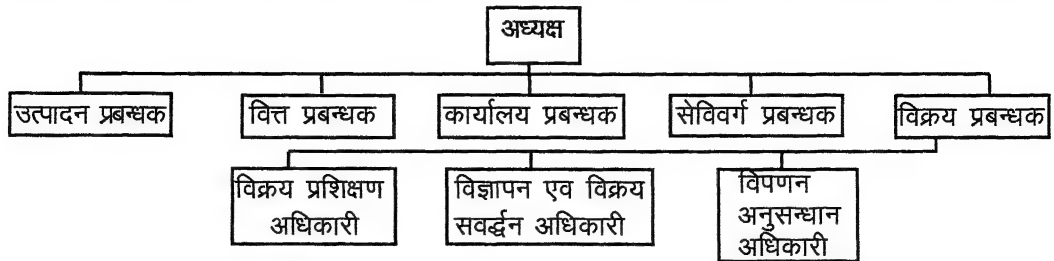 अध्यक्ष
उत्पादन प्रबन्धक
वित्त प्रबन्धक
कार्यालय प्रबन्धक
सेविवर्ग प्रबन्धक
विक्रय प्रबन्धक
विक्रय प्रशिक्षण
अधिकारी
विज्ञापन एव विक्रय
सवर्द्धन अधिकारी
विपणन
अनुसन्धान
अधिकारी